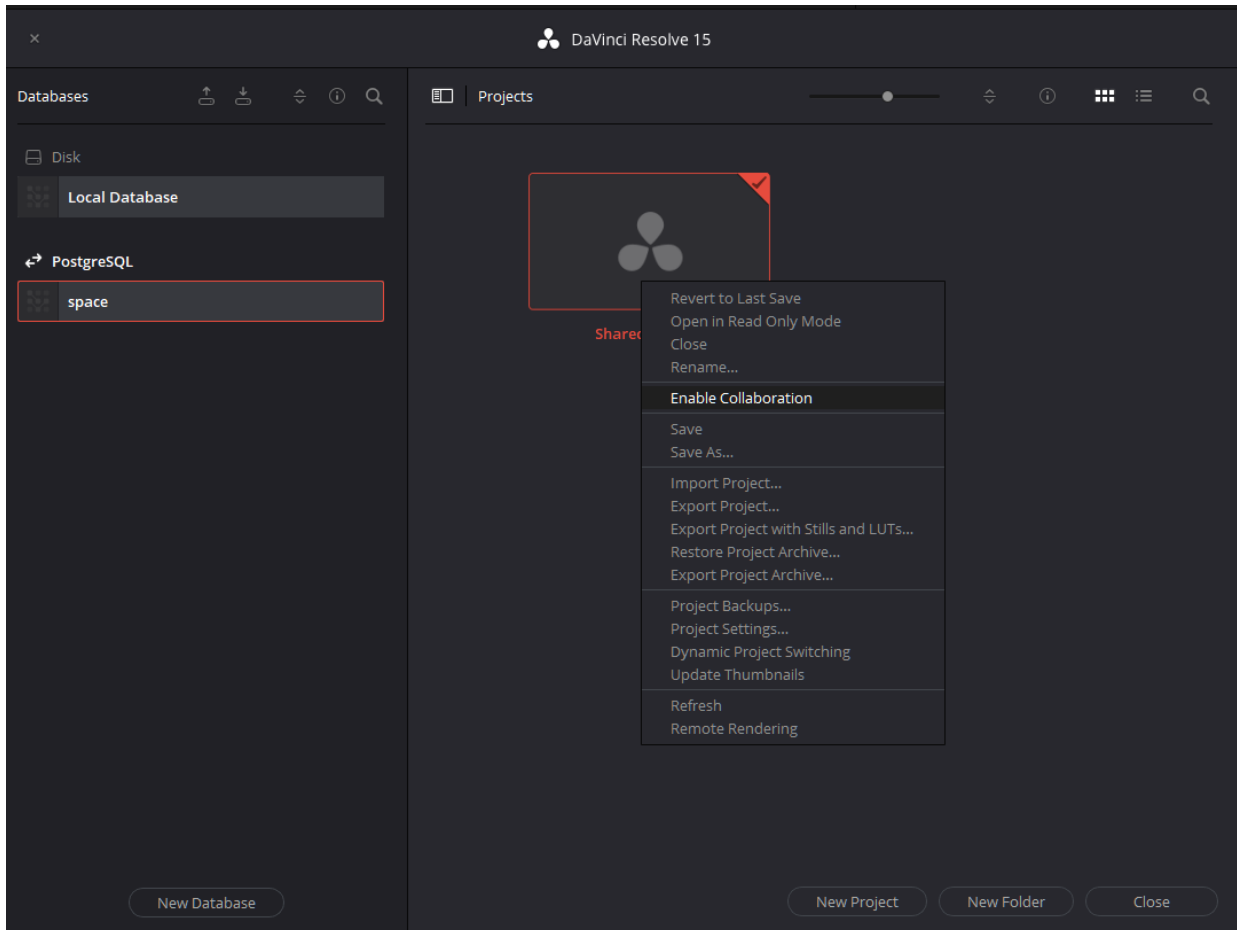 DaVinci Resolve 15
Databases
Projects
Disk
Local Database
PostgreSQL
space
Shared
Revert to Last Save
Open in Read Only Mode
Close
Rename...
Enable Collaboration
Save
Save As...
Import Project...
Export Project...
Export Project with Stills and LUTs...
Restore Project Archive...
Export Project Archive...
Project Backups...
Project Settings...
Dynamic Project Switching
Update Thumbnails
Refresh
Remote Rendering
New Database
New Project
New Folder
Close